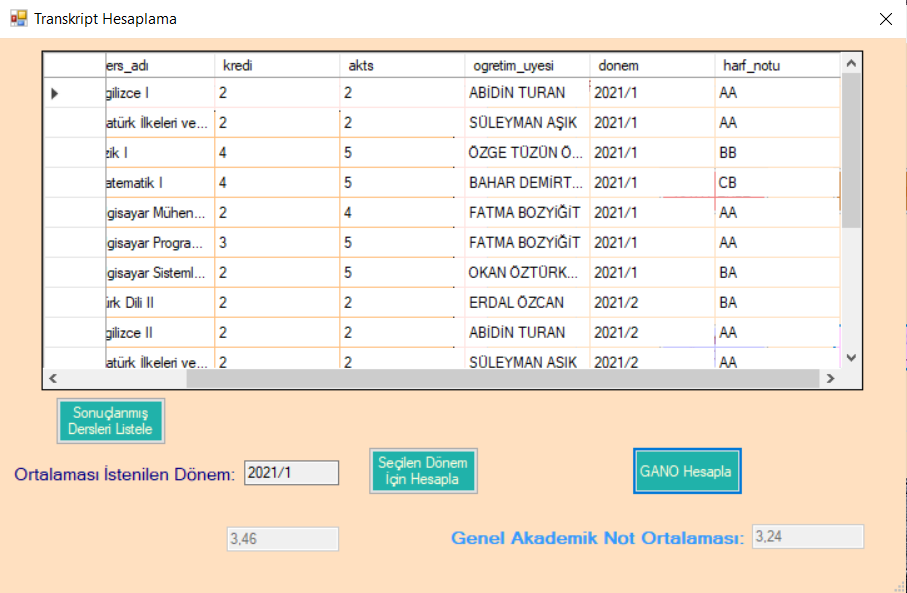 Transkript Hesaplama
ers_adı kredi akts ogretim_uyesi donem harf_notu
gilizce I 2 2 ABİDİN TURAN 2021/1 AA
atürk İlkeleri ve... 2 2 SÜLEYMAN AŞIK 2021/1 AA
zik I 4 5 ÖZGE TÜZÜN Ö... 2021/1 BB
atematik I 4 5 BAHAR DEMİRT... 2021/1 CB
gisayar Mühen... 2 4 FATMA BOZYİĞİT 2021/1 AA
gisayar Progra... 3 5 FATMA BOZYİĞİT 2021/1 AA
gisayar Sisteml... 2 5 OKAN ÖZTÜRK... 2021/1 BA
irk Dili II 2 2 ERDAL ÖZCAN 2021/2 BA
gilizce II 2 2 ABİDİN TURAN 2021/2 AA
atürk İlkeleri ve... 2 2 SÜLEYMAN ASIK 2021/2 AA
Sonuçlanmış
Dersleri Listele
Ortalaması İstenilen Dönem: 2021/1
Seçilen Dönem
İçin Hesapla
GANO Hesapla
3,46
Genel Akademik Not Ortalaması: 3,24